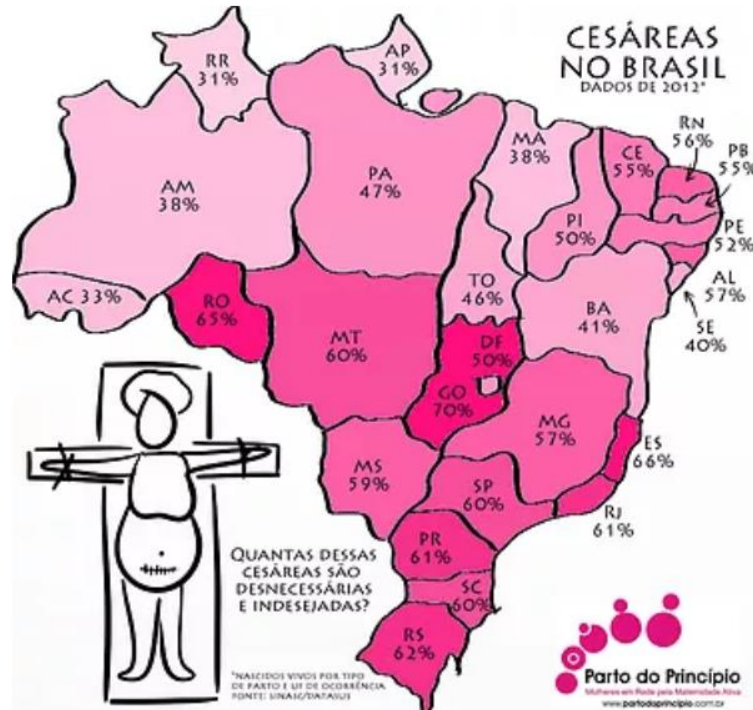 CESÁREAS
NO BRASIL
DADOS DE 2012*
RR
31%
AP
31%
AM
38%
PA
47%
MA
38%
CE
55%
RN
56%
PB
55%
PI
50%
PE
52%
AC 33%
RO
65%
TO
46%
AL
57%
BA
41%
SE
40%
MT
60%
DF
50%
GO
70%
MG
57%
ES
66%
MS
59%
SP
60%
RJ
61%
PR
61%
SC
60%
RS
62%
QUANTAS DESSAS
CESÁREAS SÃO
DESNECESSÁRIAS
E INDESEJADAS?
*NASCIDOS VIVOS POR TIPO
DE PARTO E UF DE OCORRÊNCIA
FONTE: SINASC/DATASUS
Parto do Princípio
Mulheres em Rede pela Maternidade Ativa
www.partodoprincipio.com.br